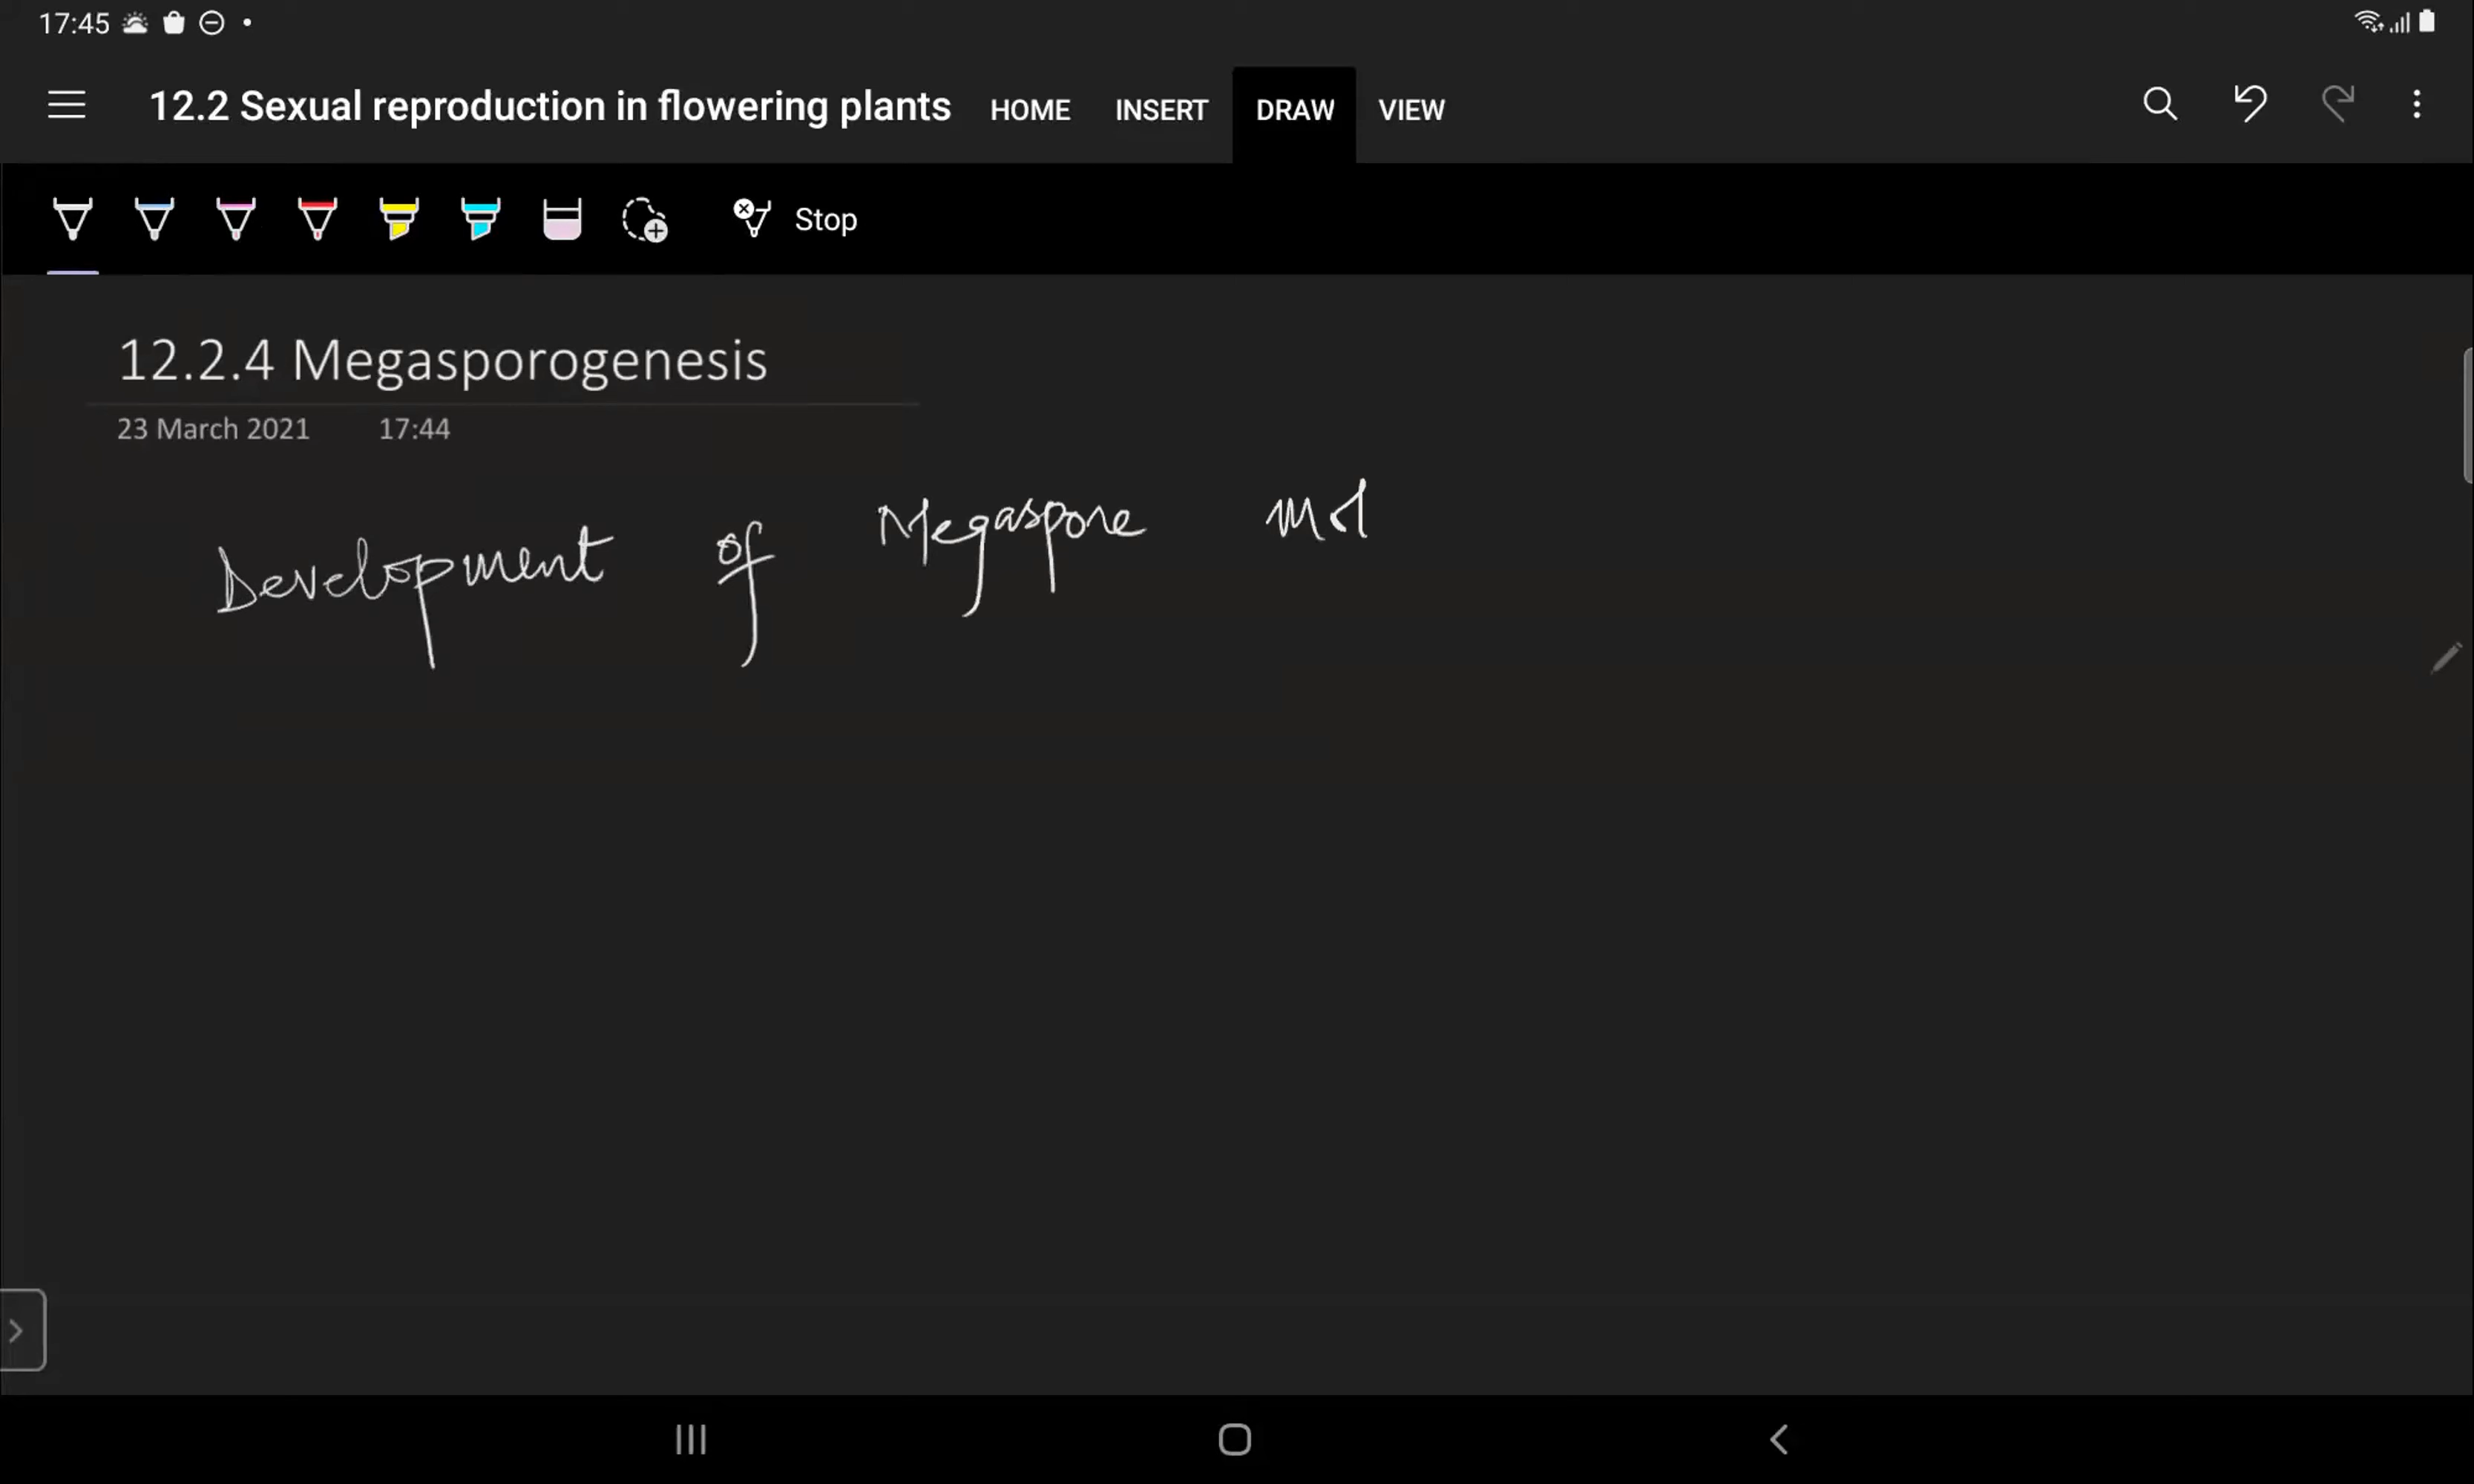 17:45
12.2 Sexual reproduction in flowering plants HOME INSERT DRAW VIEW
Stop
12.2.4 Megasporogenesis
23 March 2021 17:44
Development of Megaspore